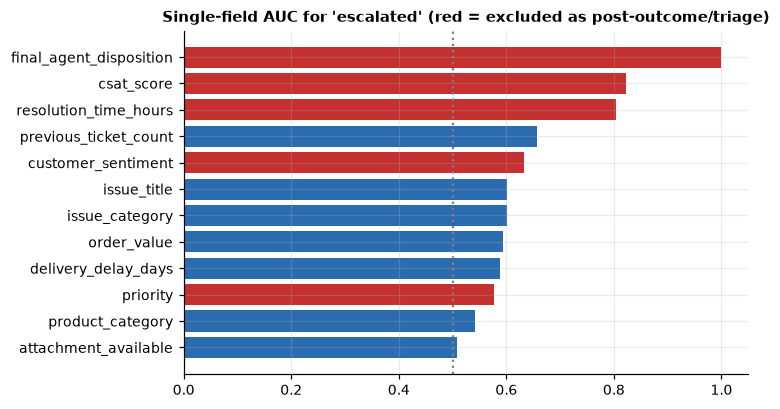 Single-field AUC for 'escalated' (red = excluded as post-outcome/triage)
final_agent_disposition
csat_score
resolution_time_hours
previous_ticket_count
customer_sentiment
issue_title
issue_category
order_value
delivery_delay_days
priority
product_category
attachment_available
0.0 0.2 0.4 0.6 0.8 1.0